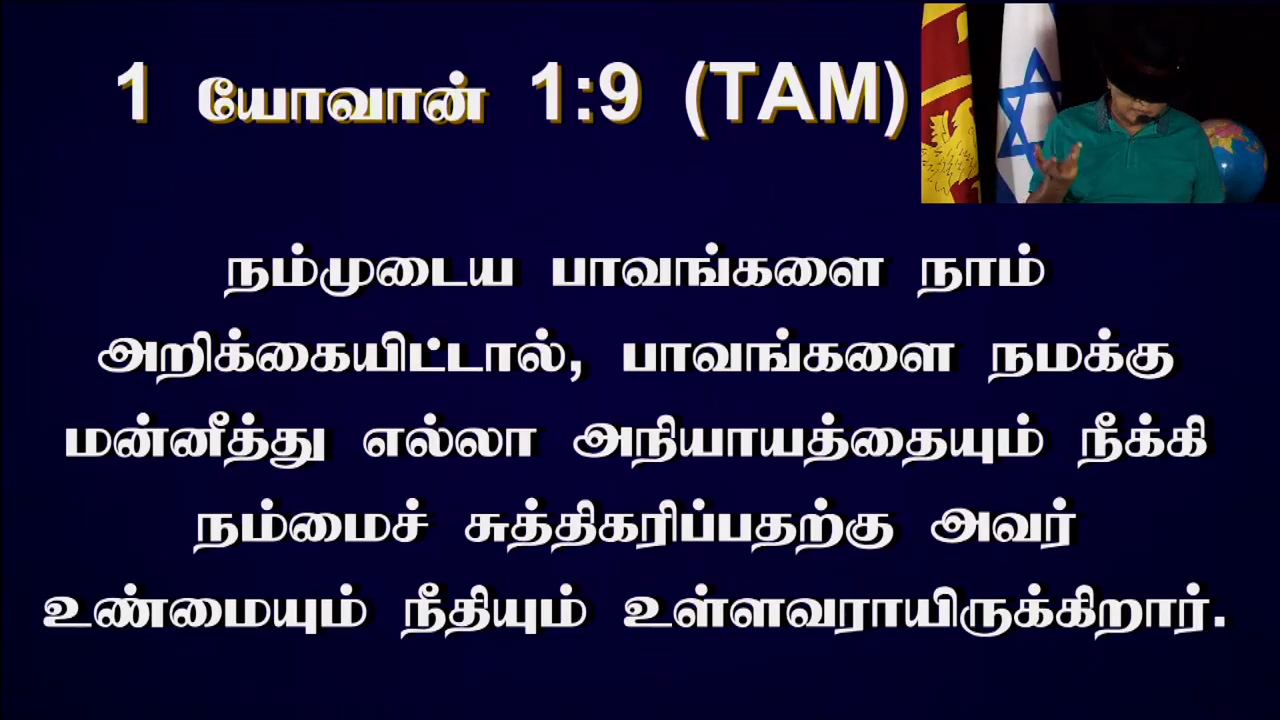 1 யோவான் 1:9 (TAM)
நம்முடைய பாவங்களை நாம்
அறிக்கையிட்டால், பாவங்களை நமக்கு
மன்னீத்து எல்லா அநியாயத்தையும் நீக்கி
நம்மைச் சுத்திகரிப்பதற்கு அவர்
உண்மையும் நீதியும் உள்ளவராயிருக்கிறார்.